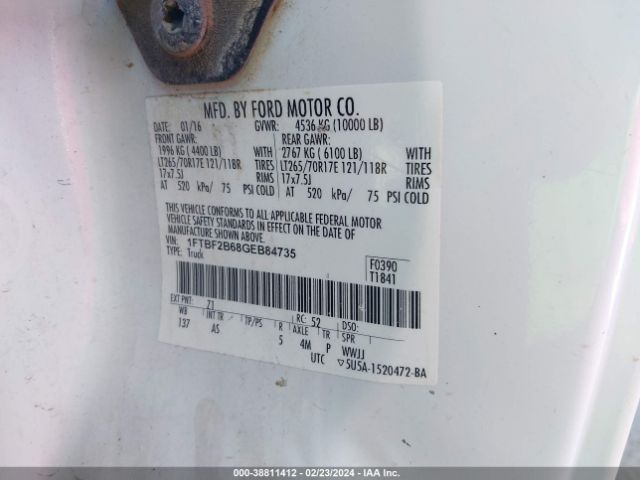 MFD. BY FORD MOTOR CO.
DATE: 01/16 GVWR: 4536 KG (10000 LB)
FRONT GAWR: REAR GAWR:
1996 KG (4400 LB) WITH 2767 KG (6100 LB) WITH
LT265/70R17E 121/118R TIRES LT265/70R17E 121/118R TIRES
17x7.5J RIMS 17x7.5J RIMS
AT 520 kPa/ 75 PSI COLD AT 520 kPa/ 75 PSI COLD
THIS VEHICLE CONFORMS TO ALL APPLICABLE FEDERAL MOTOR
VEHICLE SAFETY STANDARDS IN EFFECT ON THE DATE OF
MANUFACTURE SHOWN ABOVE.
VIN: 1FTBF2B68GEB84735
TYPE: Truck
F0390
T1841
EXT PNT: Z1 RC: 52 DSO:
WB INT TR TP/PS R AXLE TR SPR
137 AS 5 4M P WWJJ
UTC ▽5U5A-1520472-BA
000-38811412 - 02/23/2024 - IAA Inc.